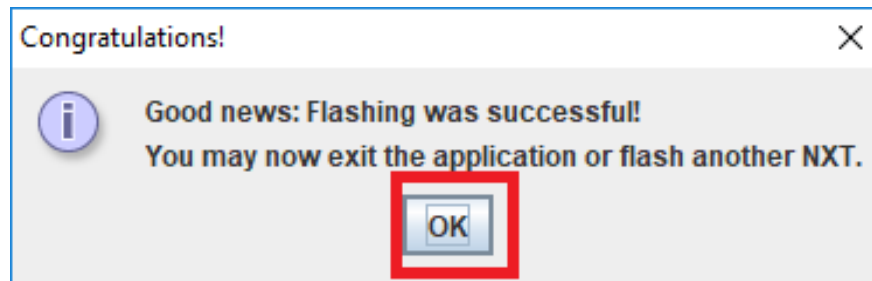 Congratulations!
Good news: Flashing was successful!
You may now exit the application or flash another NXT.
OK